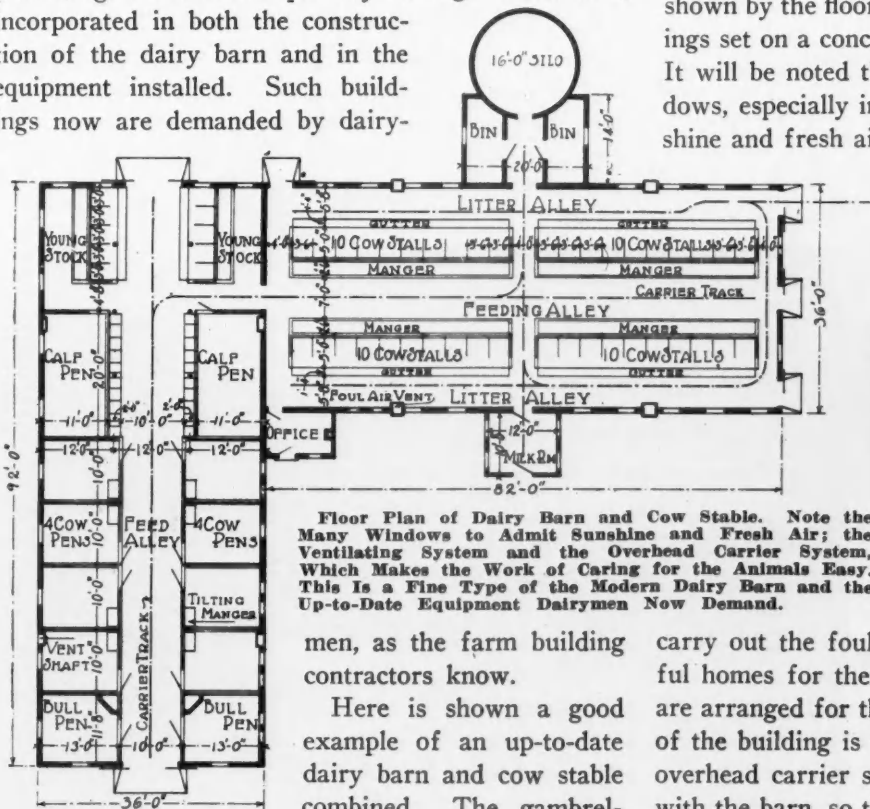 incorporated in both the construc-
tion of the dairy barn and in the
equipment installed. Such build-
ings now are demanded by dairy-
shown by the floor
ings set on a conc
It will be noted t
dows, especially in
shine and fresh ai
16'-0" SILO
BIN
BIN
14'-0"
20'-0"
LITTER ALLEY
GUTTER
GUTTER
10 COW STALLS
10 COW STALLS
MANGER
MANGER
CARRIER TRACK
FEEDING ALLEY
MANGER
MANGER
10 COW STALLS
10 COW STALLS
GUTTER
GUTTER
FOUL AIR VENT
LITTER ALLEY
36'-0"
OFFICE
12'-0"
MILK RM
82'-0"
YOUNG
STOCK
YOUNG
STOCK
CALF
PEN
CALF
PEN
20'-0"
11'-0"
10'-0"
11'-0"
12'-0"
12'-0"
92'-0"
10'-0"
4 COW
PENS
10'-0"
FEED
ALLEY
4 COW
PENS
10'-0"
TILTING
MANGER
VENT
SHAFT
10'-0"
CARRIER TRACK
BULL
PEN
11'-8"
BULL
PEN
13'-0"
10'-0"
13'-0"
36'-0"
Floor Plan of Dairy Barn and Cow Stable. Note the
Many Windows to Admit Sunshine and Fresh Air; the
Ventilating System and the Overhead Carrier System,
Which Makes the Work of Caring for the Animals Easy.
This Is a Fine Type of the Modern Dairy Barn and the
Up-to-Date Equipment Dairymen Now Demand.
men, as the farm building
contractors know.
Here is shown a good
example of an up-to-date
dairy barn and cow stable
combined. The gambrel-
carry out the foul
ful homes for the
are arranged for th
of the building is
overhead carrier s
with the barn, so t